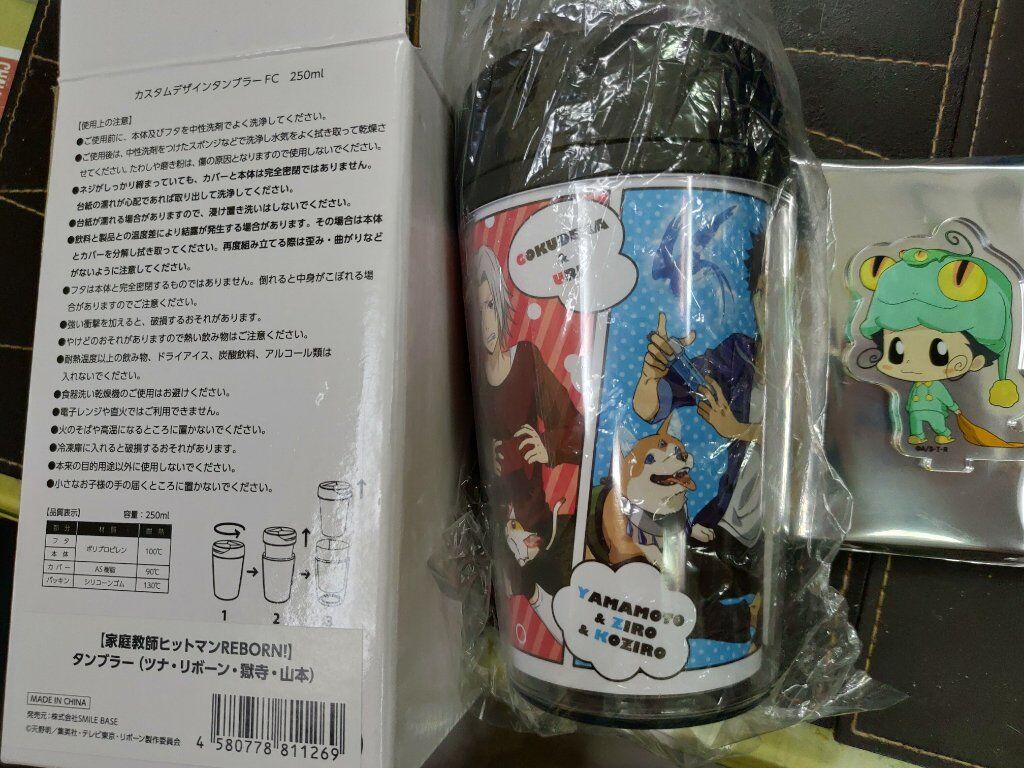 カスタムデザインタンブラーFC 250ml
【使用上の注意】
●ご使用前に、本体及びフタを中性洗剤でよく洗浄してください。
●ご使用後は、中性洗剤をつけたスポンジなどで洗浄し水気をよく拭き取って乾燥
させてください。たわしや磨き粉は、傷の原因となりますので使用しないでください。
●ネジがしっかり締まっていても、カバーと本体は完全密閉ではありません。
台紙の濡れが心配であれば取り出して洗浄してください。
●台紙が濡れる場合がありますので、浸け置き洗いはしないでください。
●飲料と製品との温度差により結露が発生する場合があります。その場合は本体
とカバーを分解し拭き取ってください。再度組み立てる際は歪み・曲がりなど
がないように注意してください。
●フタは本体と完全密閉するものではありません。倒れると中身がこぼれる場
合がありますのでご注意ください。
●強い衝撃を加えると、破損するおそれがあります。
●やけどのおそれがありますので熱い飲み物はご注意ください。
●耐熱温度以上の飲み物、ドライアイス、炭酸飲料、アルコール類は
入れないでください。
●食器洗い乾燥機のご使用はお避けください。
●電子レンジや直火ではご利用できません。
●火のそばや高温になるところに置かないでください。
●冷凍庫に入れると破損するおそれがあります。
●本来の目的用途以外に使用しないでください。
●小さなお子様の手の届くところに置かないでください。
【品質表示】 容量：250ml
部分 材質 耐熱
フタ
本体 ポリプロピレン 100℃
カバー AS樹脂 90℃
パッキン シリコーンゴム 130℃
1 2 3
【家庭教師ヒットマンREBORN!】
タンブラー（ツナ・リボーン・獄寺・山本）
MADE IN CHINA
発売元：株式会社SMILE BASE
©天野明／集英社・テレビ東京・リボーン製作委員会
4 580778 811269
GOKUDERA
&
URI
YAMAMOTO
& ZIRO
& KOZIRO
©A/S・T・R